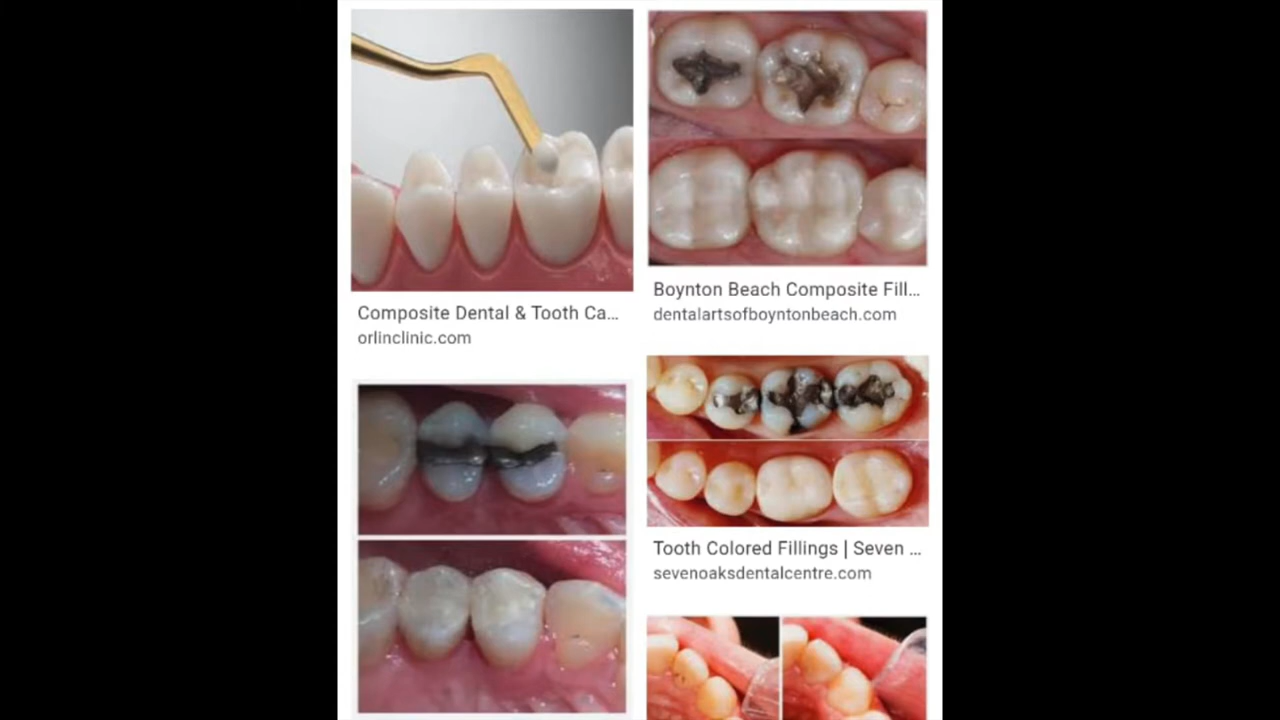 Composite Dental & Tooth Ca...
orlinclinic.com
Boynton Beach Composite Fill...
dentalartsofboyntonbeach.com
Tooth Colored Fillings | Seven ...
sevenoaksdentalcentre.com